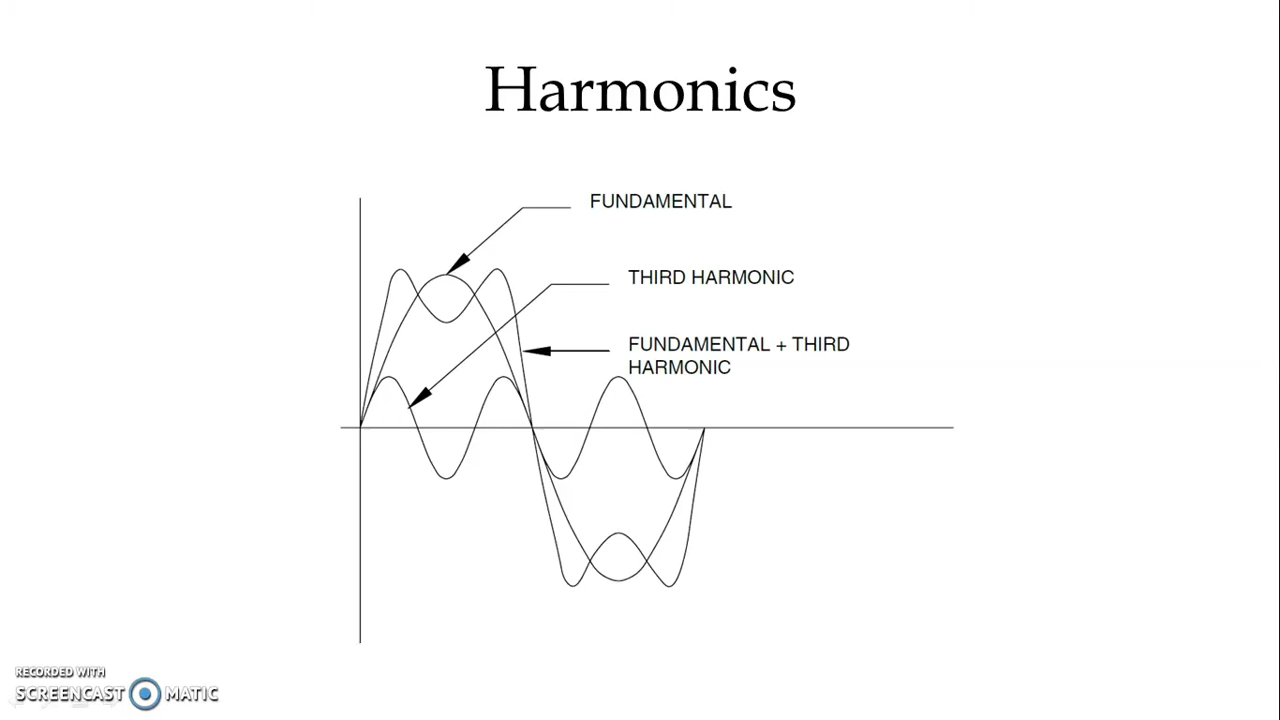 Harmonics
FUNDAMENTAL
THIRD HARMONIC
FUNDAMENTAL + THIRD
HARMONIC
RECORDED WITH
SCREENCAST MATIC